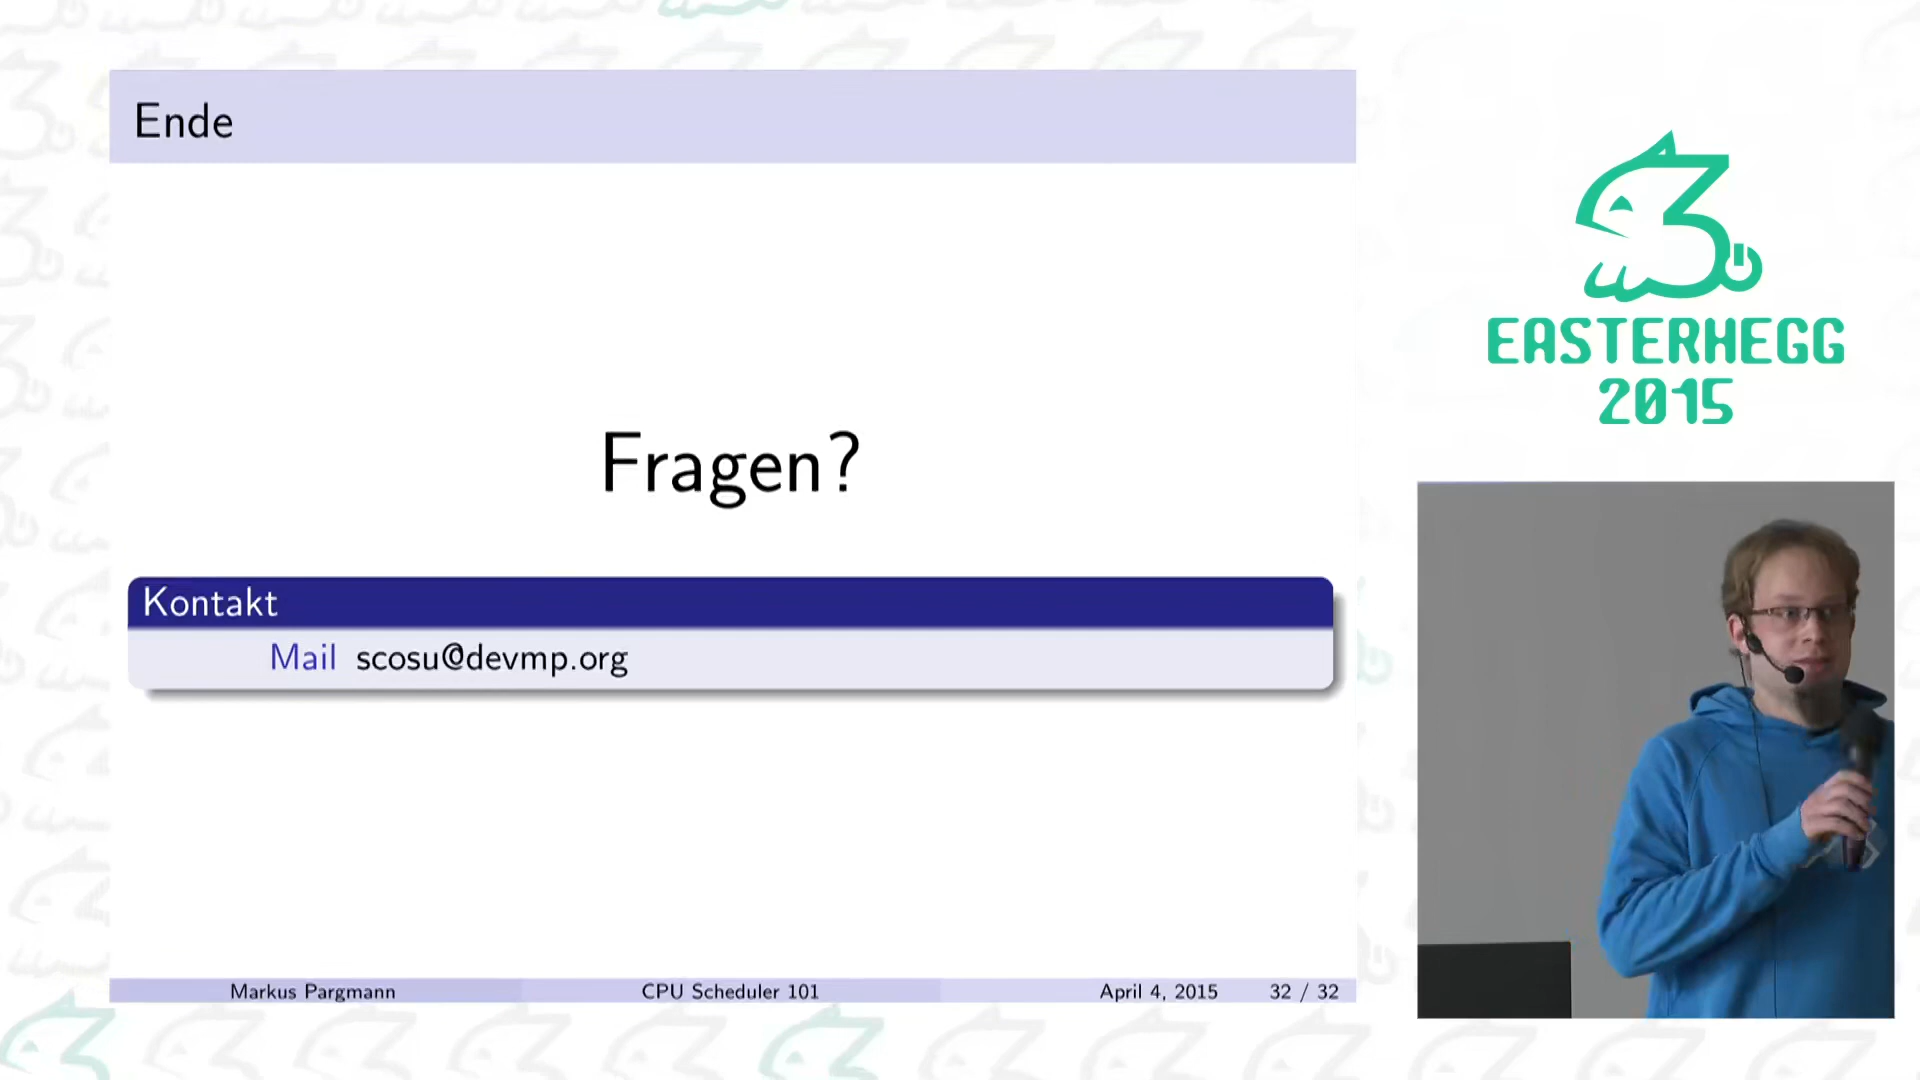 Ende
Fragen?
Kontakt
Mail scosu@devmp.org
Markus Pargmann CPU Scheduler 101 April 4, 2015 32 / 32
EASTERHEGG
2015